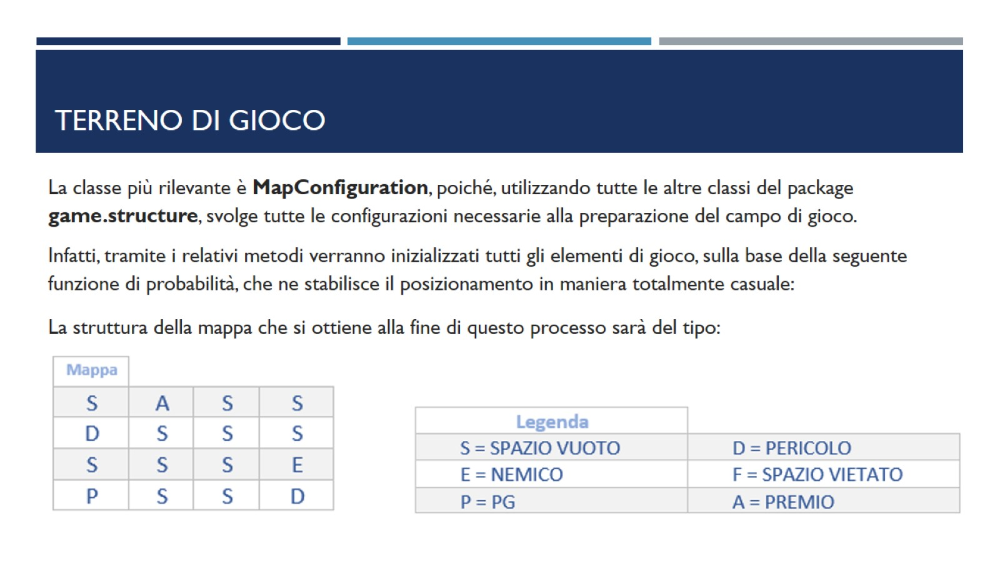 TERRENO DI GIOCO
La classe più rilevante è MapConfiguration, poiché, utilizzando tutte le altre classi del package
game.structure, svolge tutte le configurazioni necessarie alla preparazione del campo di gioco.
Infatti, tramite i relativi metodi verranno inizializzati tutti gli elementi di gioco, sulla base della seguente
funzione di probabilità, che ne stabilisce il posizionamento in maniera totalmente casuale:
La struttura della mappa che si ottiene alla fine di questo processo sarà del tipo:
Mappa
S A S S
D S S S
S S S E
P S S D
Legenda
S = SPAZIO VUOTO D = PERICOLO
E = NEMICO F = SPAZIO VIETATO
P = PG A = PREMIO